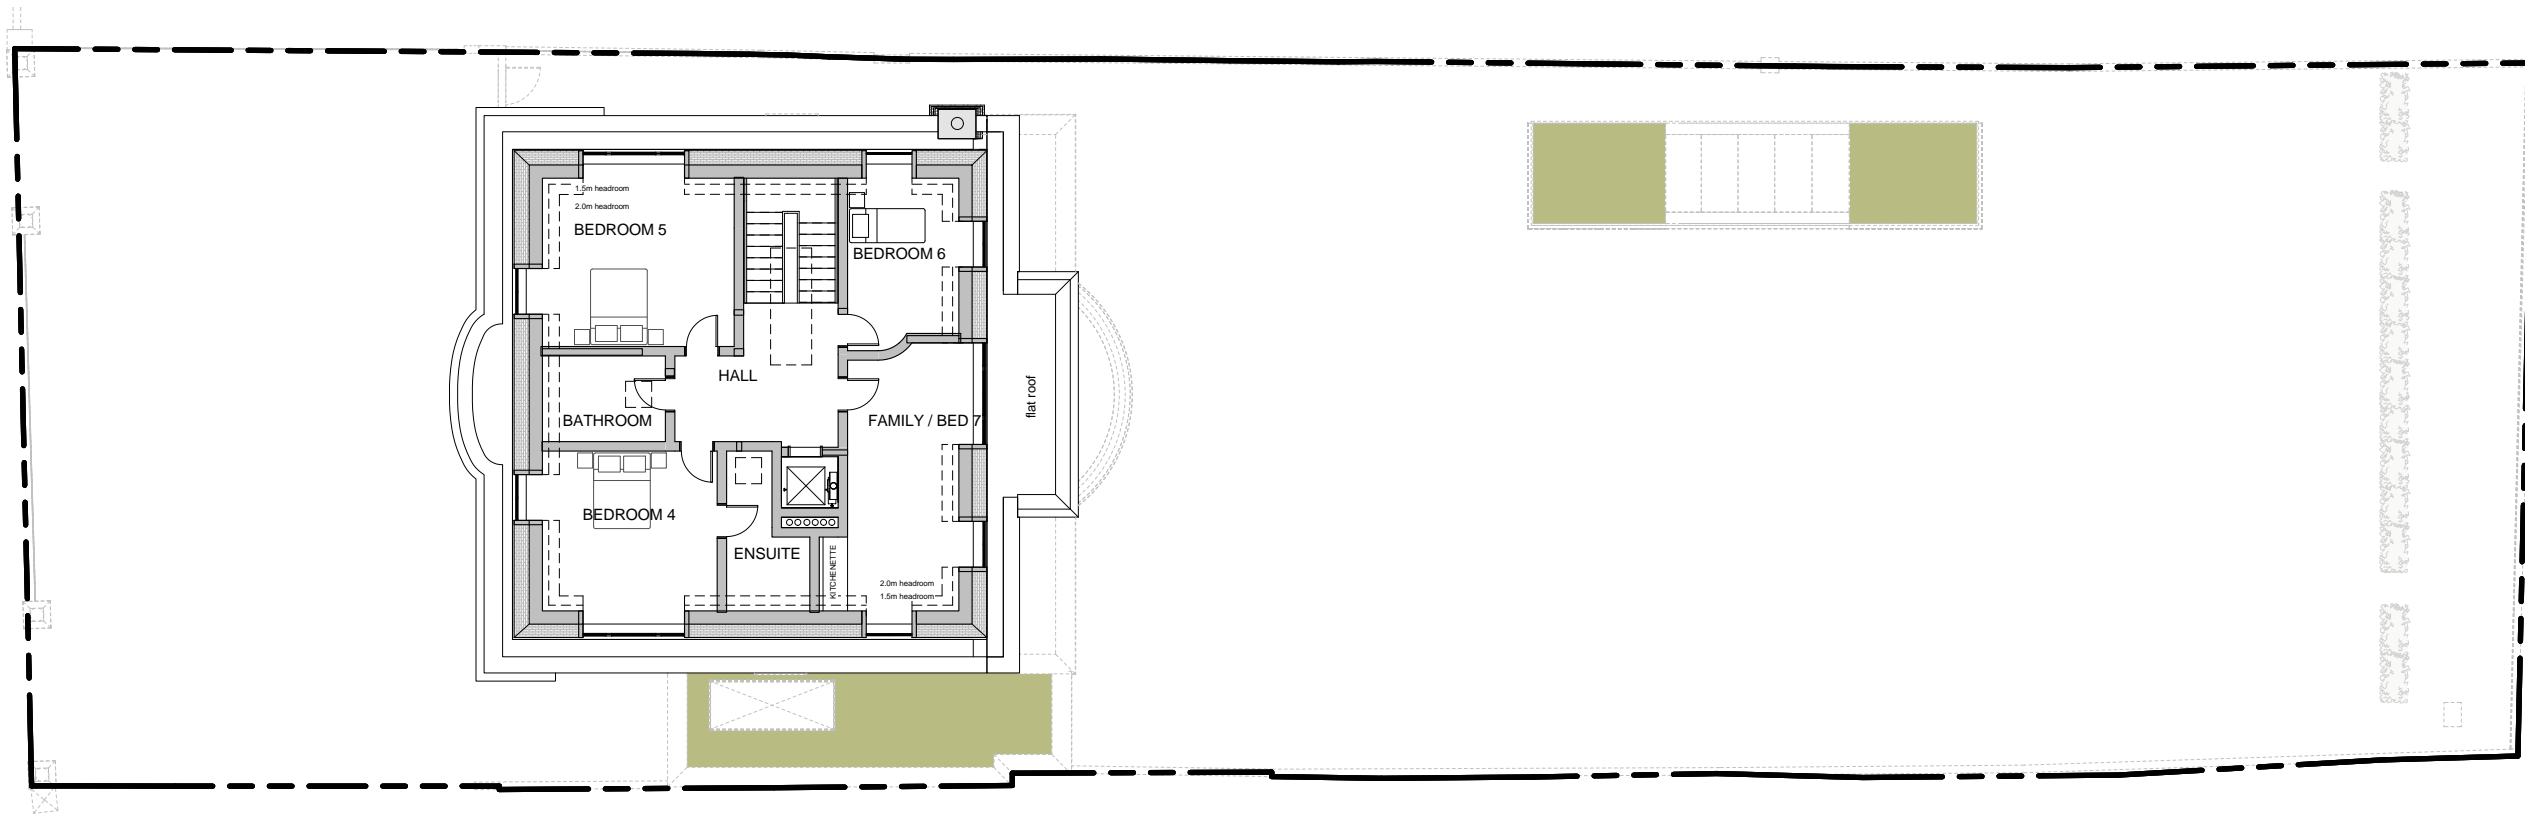 1.5m headroom
2.0m headroom
BEDROOM 5
BEDROOM 6
HALL
flat roof
BATHROOM
FAMILY / BED 7
BEDROOM 4
ENSUITE
KITCHENETTE
2.0m headroom
1.5m headroom